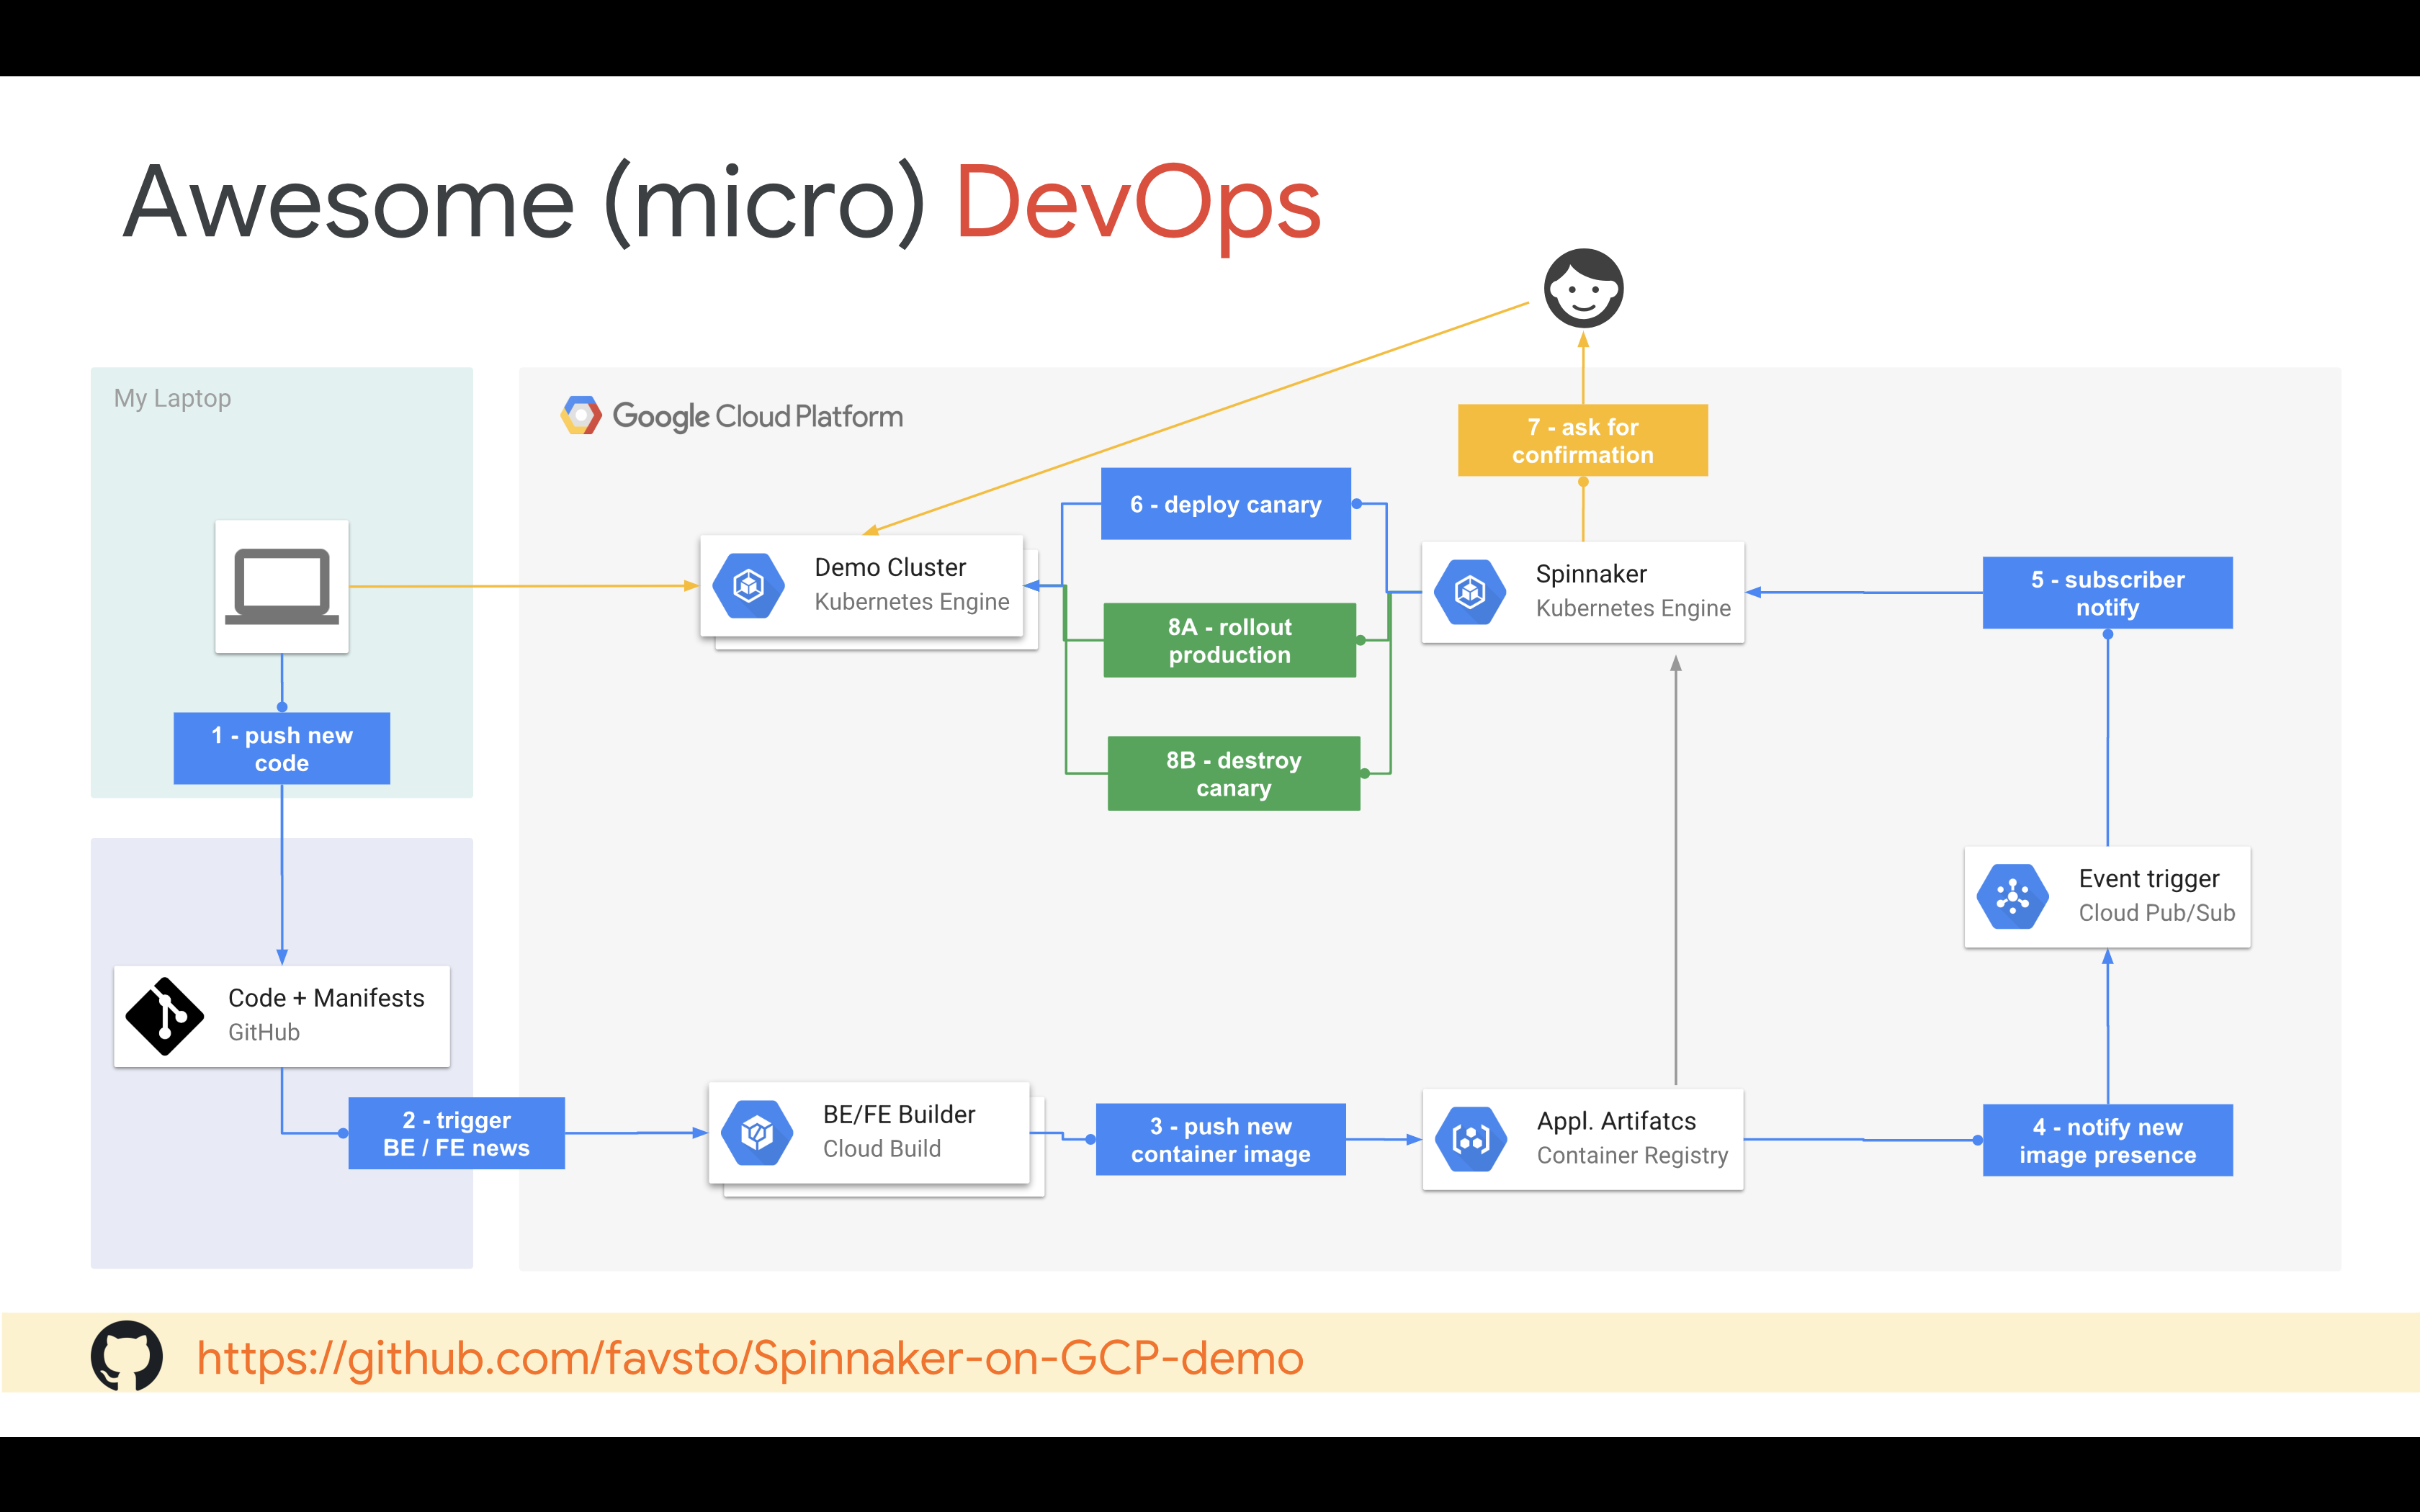 Awesome (micro) DevOps
My Laptop
Google Cloud Platform
7 - ask for
confirmation
6 - deploy canary
Demo Cluster
Kubernetes Engine
Spinnaker
Kubernetes Engine
5 - subscriber
notify
8A - rollout
production
1 - push new
code
8B - destroy
canary
Event trigger
Cloud Pub/Sub
Code + Manifests
GitHub
2 - trigger
BE / FE news
BE/FE Builder
Cloud Build
3 - push new
container image
Appl. Artifatcs
Container Registry
4 - notify new
image presence
https://github.com/favsto/Spinnaker-on-GCP-demo